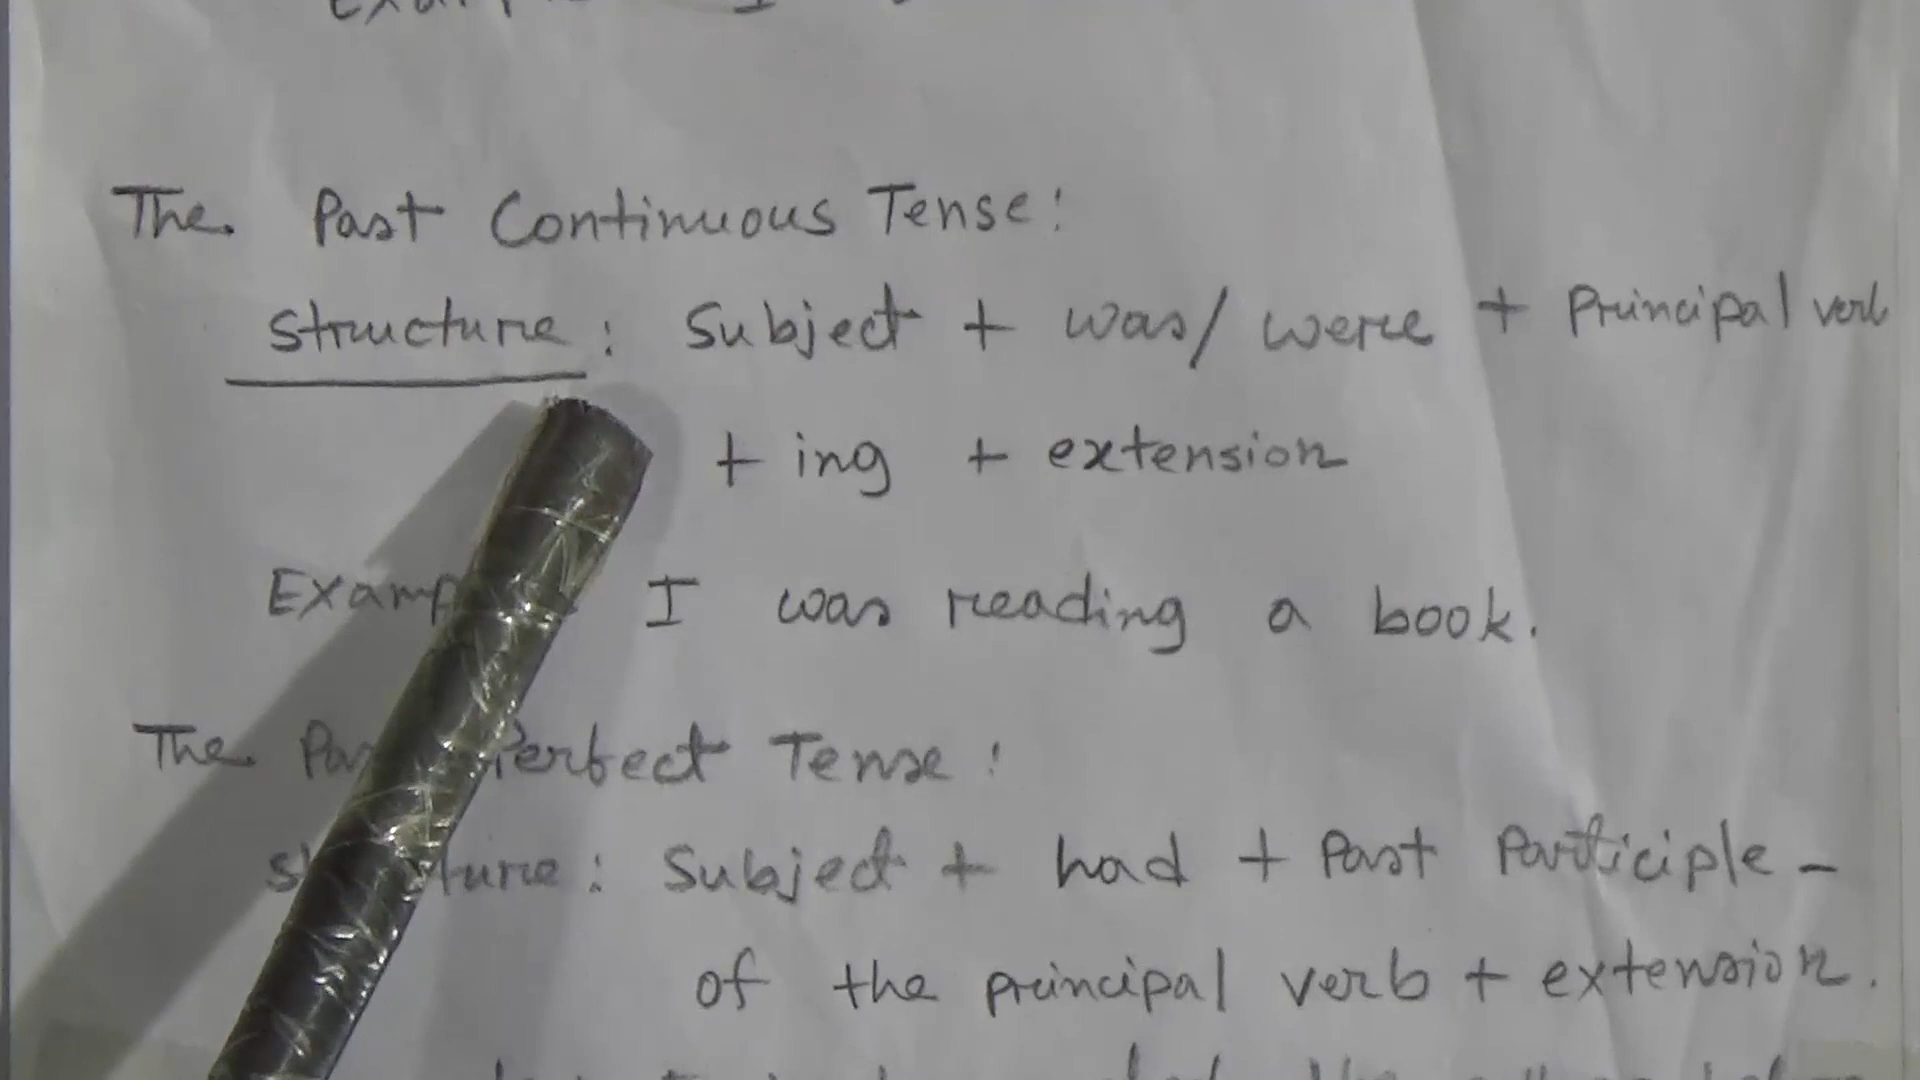 The Past Continuous Tense:
Structure: Subject + was/ were + Principal verb
+ ing + extension
I was reading a book.
The Perfect Tense:
Subject + had + Past Participle -
of the principal verb + extension.